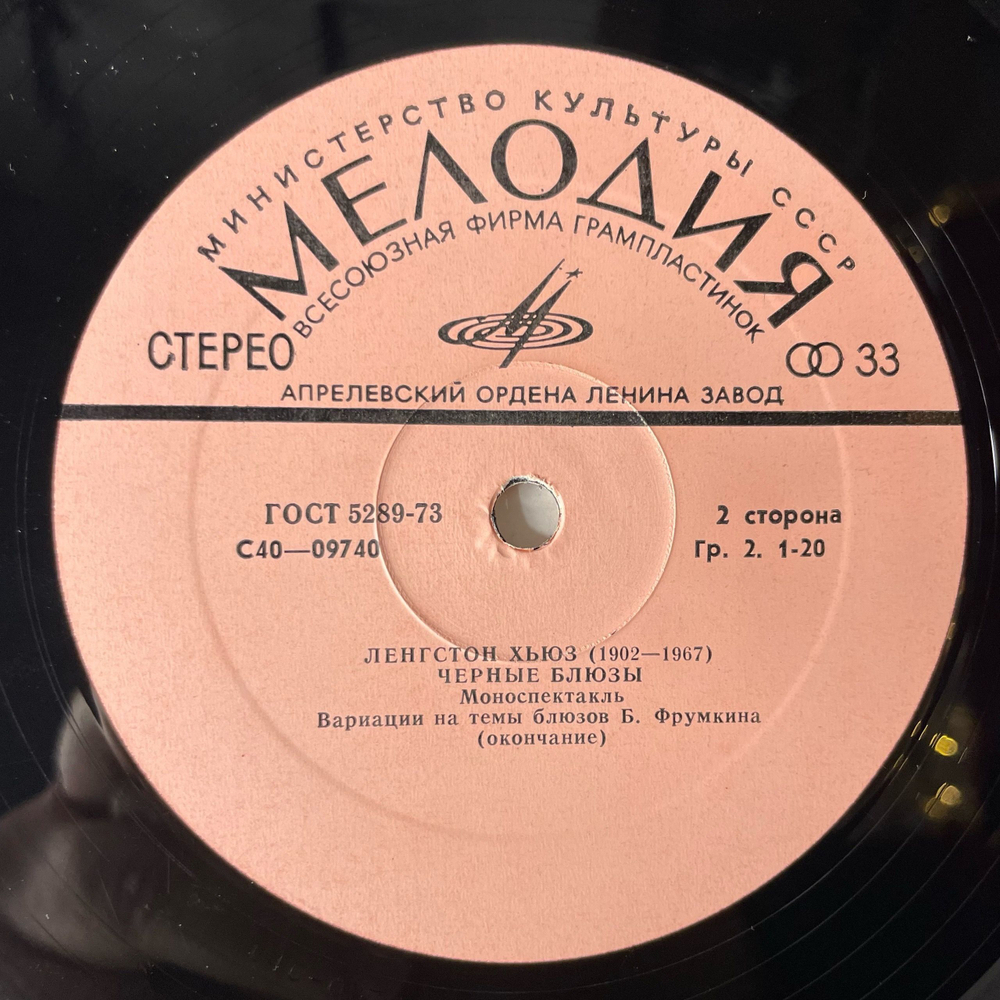 МИНИСТЕРСТВО КУЛЬТУРЫ СССР
МЕЛОДИЯ
ВСЕСОЮЗНАЯ ФИРМА ГРАМПЛАСТИНОК
СТЕРЕО
33
АПРЕЛЕВСКИЙ ОРДЕНА ЛЕНИНА ЗАВОД
ГОСТ 5289-73
2 сторона
С40—09740
Гр. 2. 1-20
ЛЕНГСТОН ХЬЮЗ (1902—1967)
ЧЕРНЫЕ БЛЮЗЫ
Моноспектакль
Вариации на темы блюзов Б. Фрумкина
(окончание)